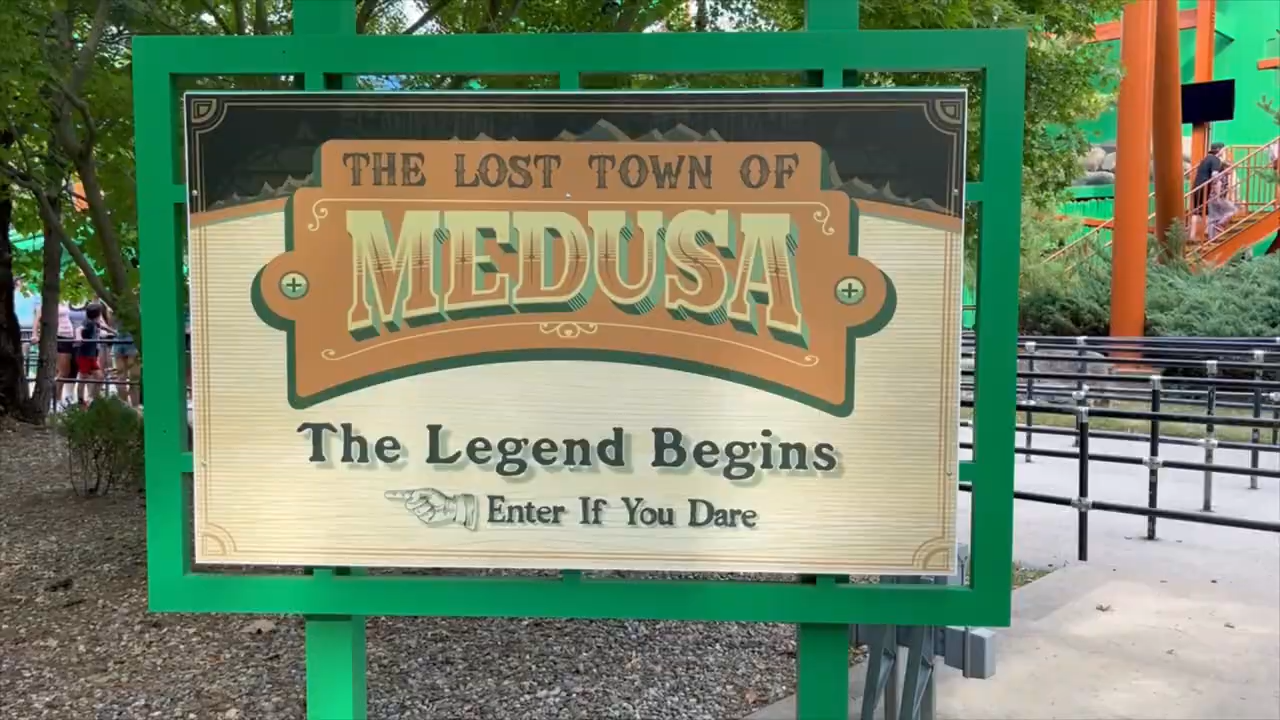 THE LOST TOWN OF
MEDUSA
The Legend Begins
Enter If You Dare